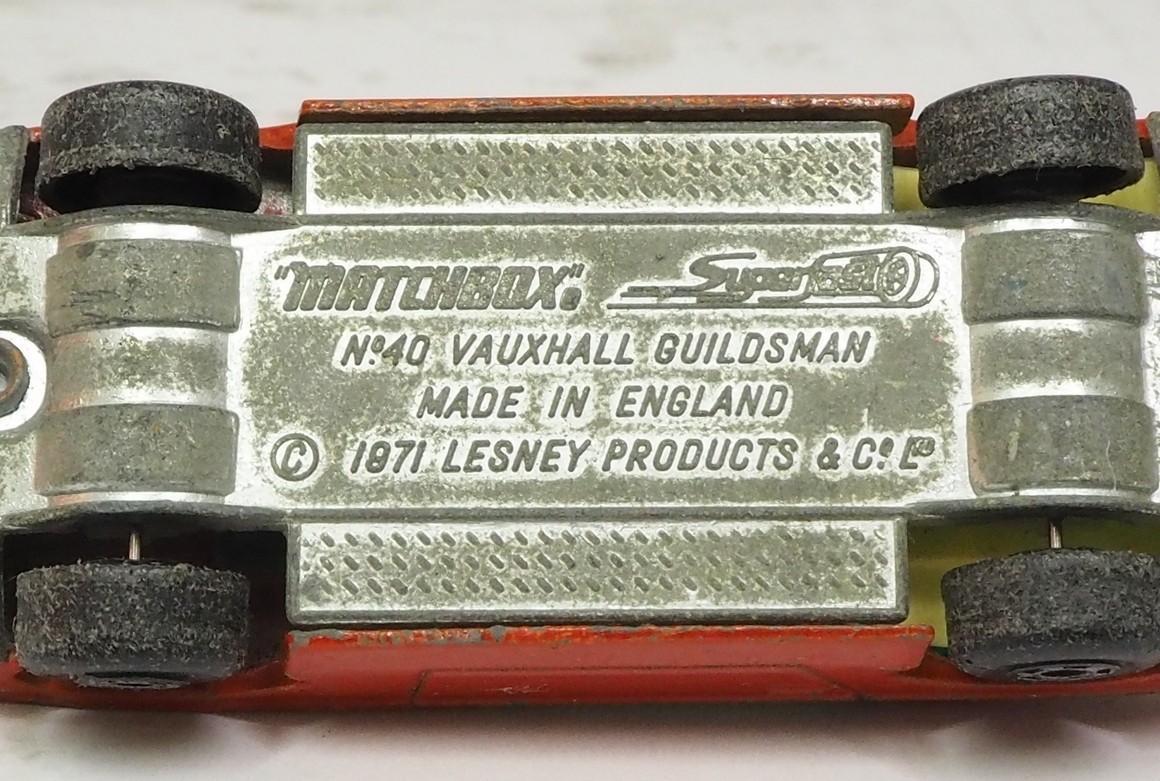 "MATCHBOX" Superfast
Nº40 VAUXHALL GUILDSMAN
MADE IN ENGLAND
© 1971 LESNEY PRODUCTS & Cº LTD